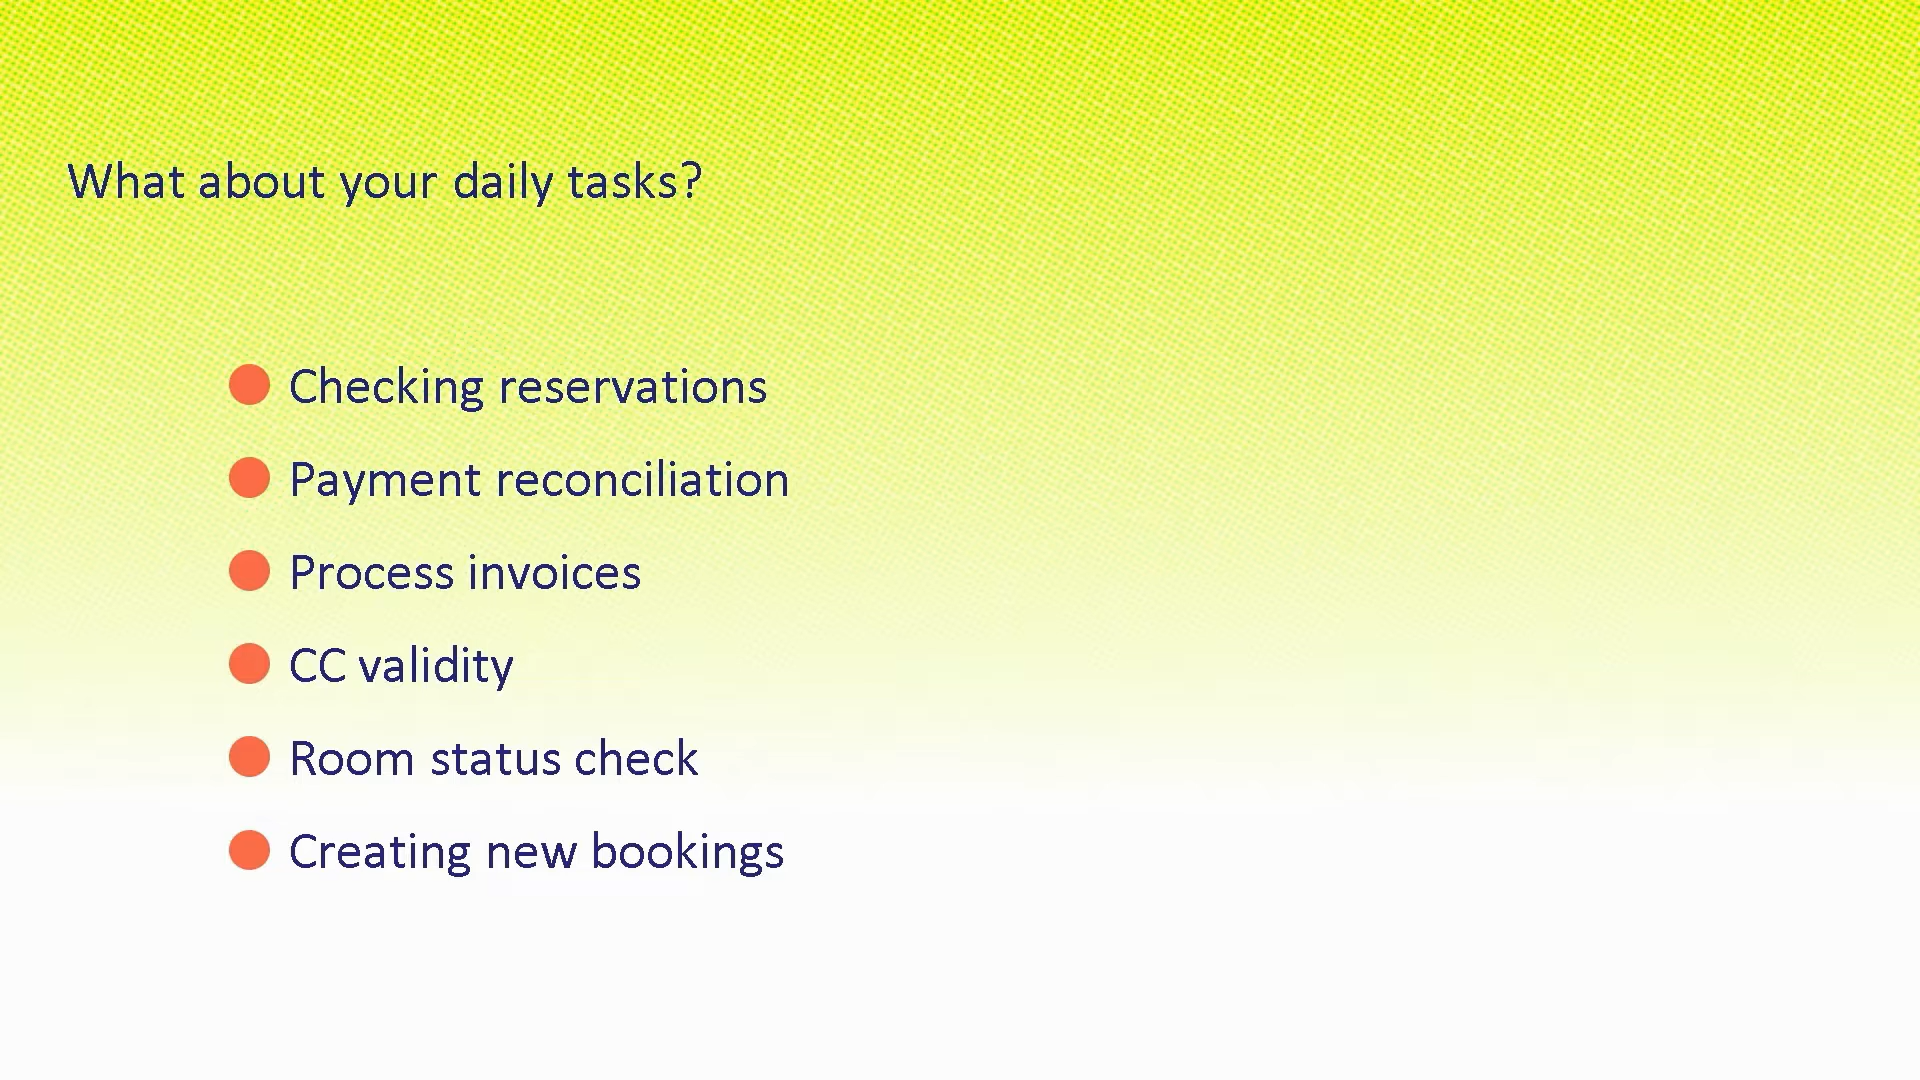 What about your daily tasks?
Checking reservations
Payment reconciliation
Process invoices
CC validity
Room status check
Creating new bookings